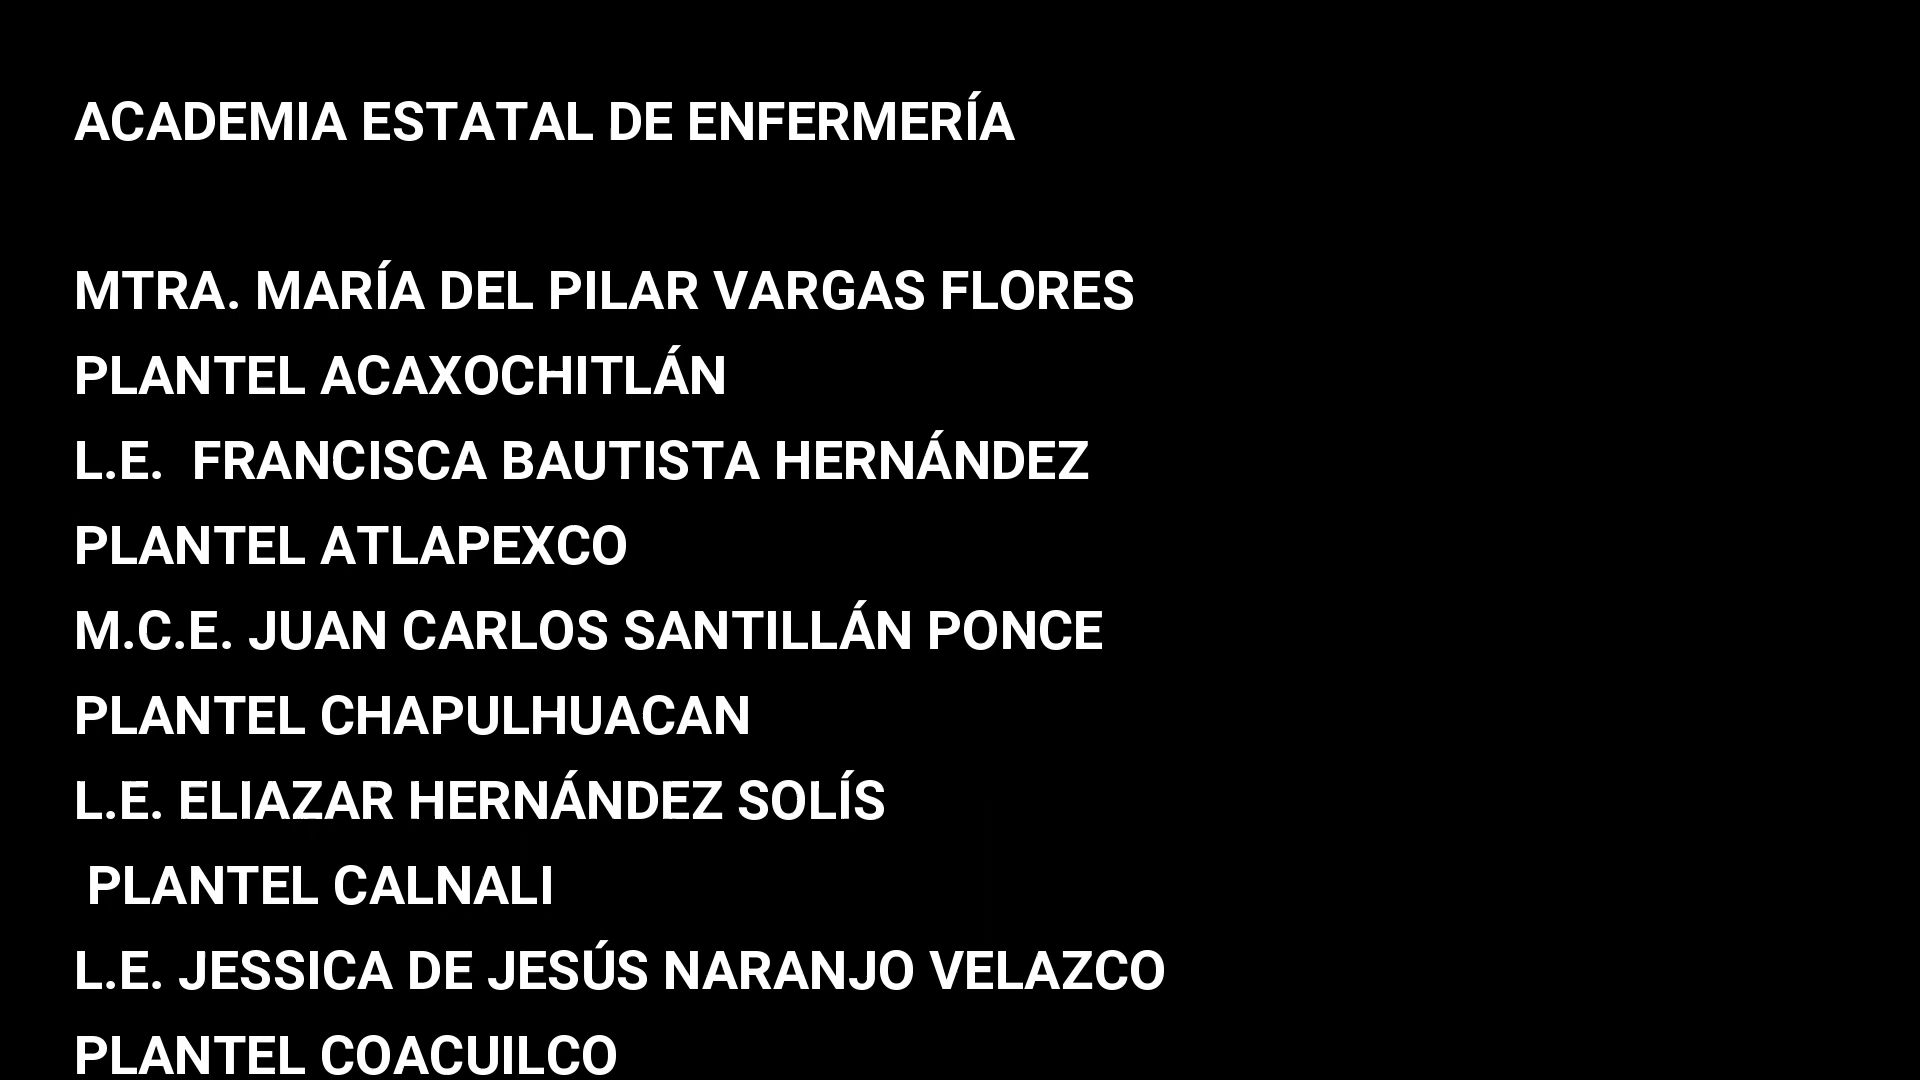 ACADEMIA ESTATAL DE ENFERMERÍA
MTRA. MARÍA DEL PILAR VARGAS FLORES
PLANTEL ACAXOCHITLÁN
L.E.  FRANCISCA BAUTISTA HERNÁNDEZ
PLANTEL ATLAPEXCO
M.C.E. JUAN CARLOS SANTILLÁN PONCE
PLANTEL CHAPULHUACAN
L.E. ELIAZAR HERNÁNDEZ SOLÍS
PLANTEL CALNALI
L.E. JESSICA DE JESÚS NARANJO VELAZCO
PLANTEL COACUILCO